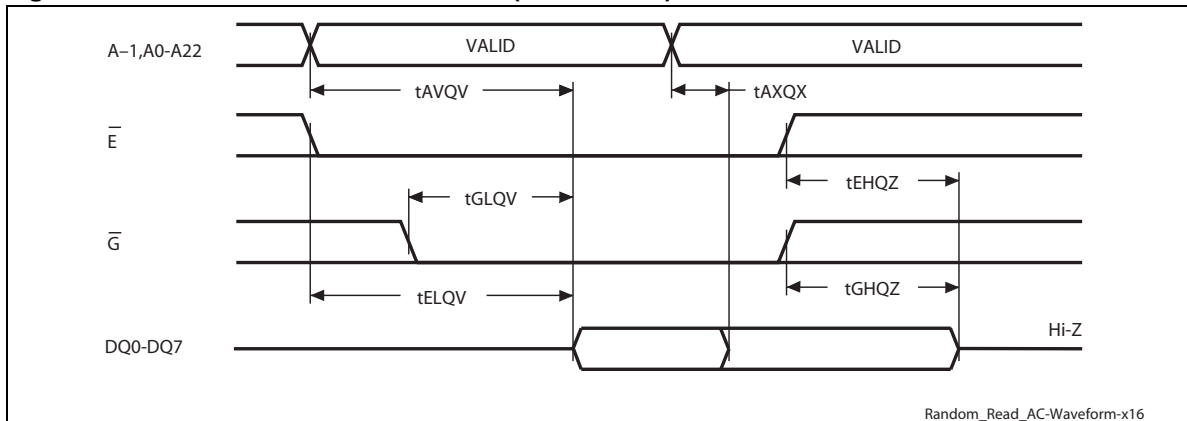 A–1,A0-A22 VALID VALID
tAVQV tAXQX
E̅
tEHQZ
tGLQV
G̅
tELQV tGHQZ
Hi-Z
DQ0-DQ7
Random_Read_AC-Waveform-x16